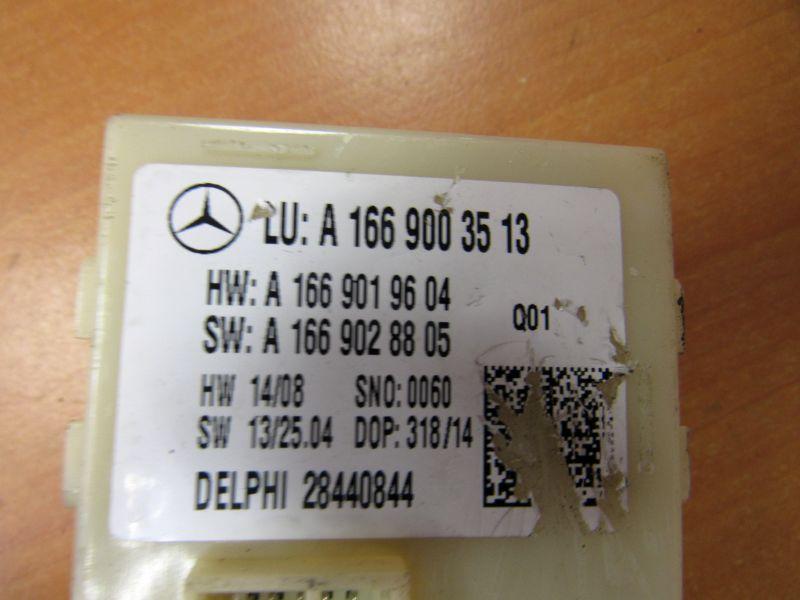 LU: A 166 900 35 13
HW: A 166 901 96 04
SW: A 166 902 88 05
Q01
HW 14/08 SNO: 0060
SW 13/25.04 DOP: 318/14
DELPHI 28440844